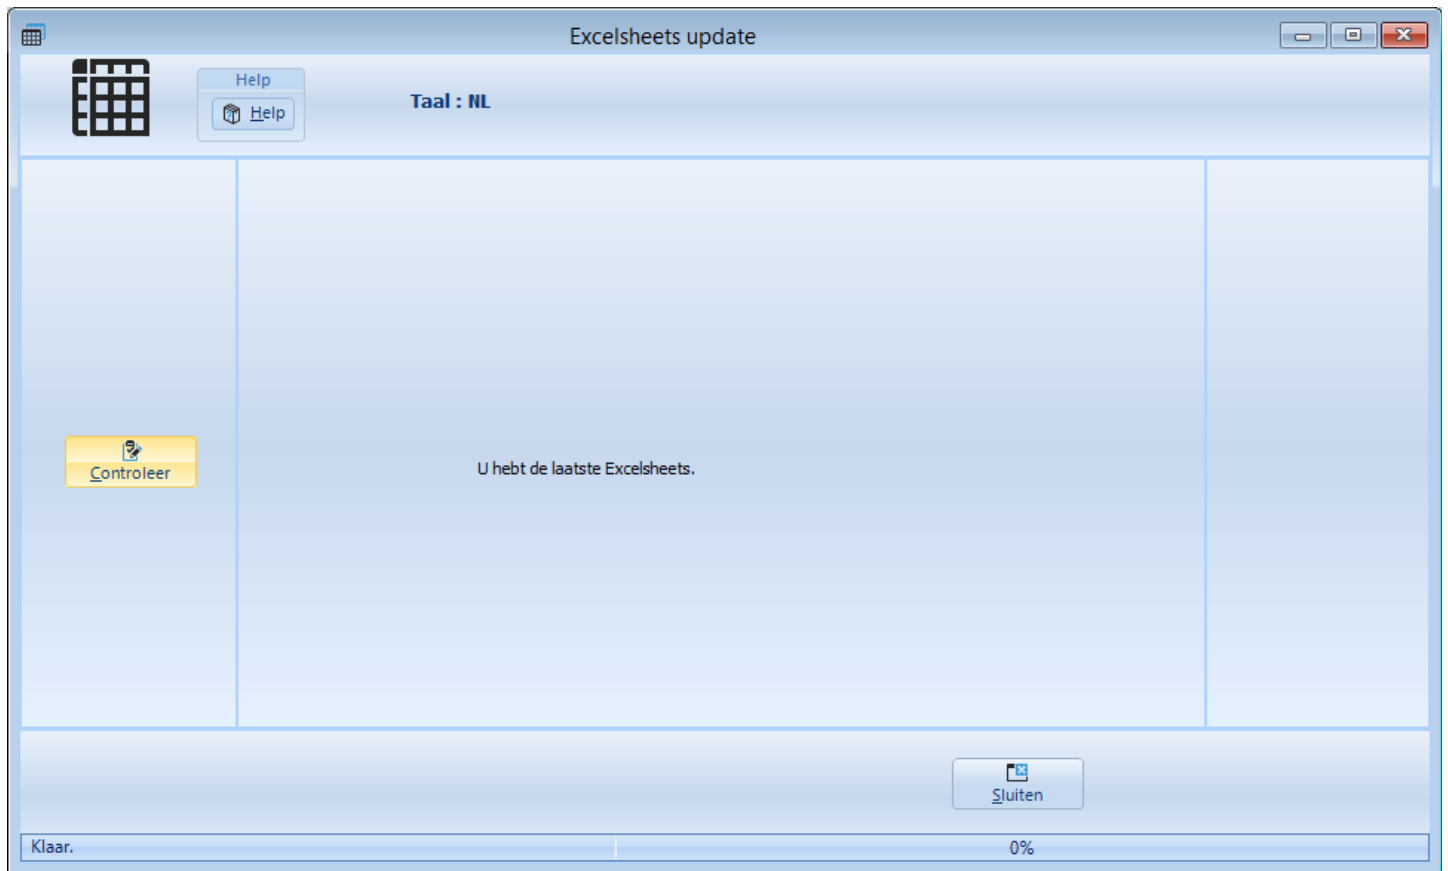 Excelsheets update
Help
Help
Taal : NL
Controleer
U hebt de laatste Excelsheets.
Sluiten
Klaar.
0%